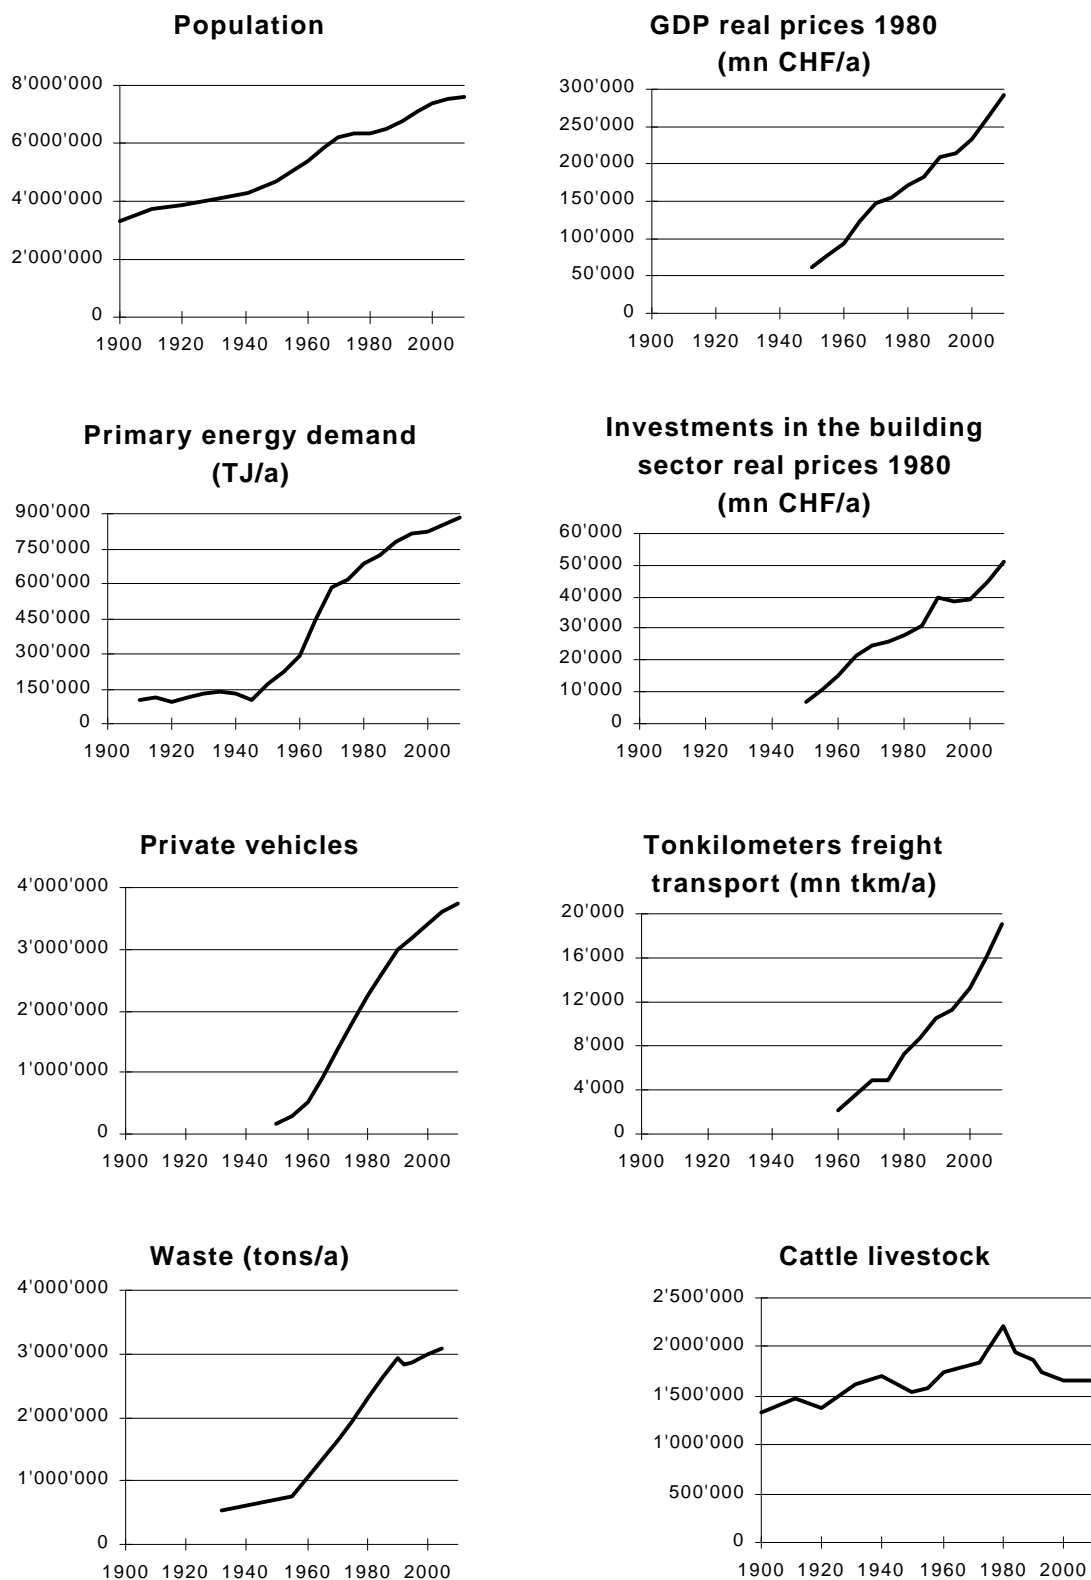 Population
8'000'000
6'000'000
4'000'000
2'000'000
0
1900 1920 1940 1960 1980 2000
GDP real prices 1980
(mn CHF/a)
300'000
250'000
200'000
150'000
100'000
50'000
0
1900 1920 1940 1960 1980 2000
Primary energy demand
(TJ/a)
900'000
750'000
600'000
450'000
300'000
150'000
0
1900 1920 1940 1960 1980 2000
Investments in the building
sector real prices 1980
(mn CHF/a)
60'000
50'000
40'000
30'000
20'000
10'000
0
1900 1920 1940 1960 1980 2000
Private vehicles
4'000'000
3'000'000
2'000'000
1'000'000
0
1900 1920 1940 1960 1980 2000
Tonkilometers freight
transport (mn tkm/a)
20'000
16'000
12'000
8'000
4'000
0
1900 1920 1940 1960 1980 2000
Waste (tons/a)
4'000'000
3'000'000
2'000'000
1'000'000
0
1900 1920 1940 1960 1980 2000
Cattle livestock
2'500'000
2'000'000
1'500'000
1'000'000
500'000
0
1900 1920 1940 1960 1980 2000